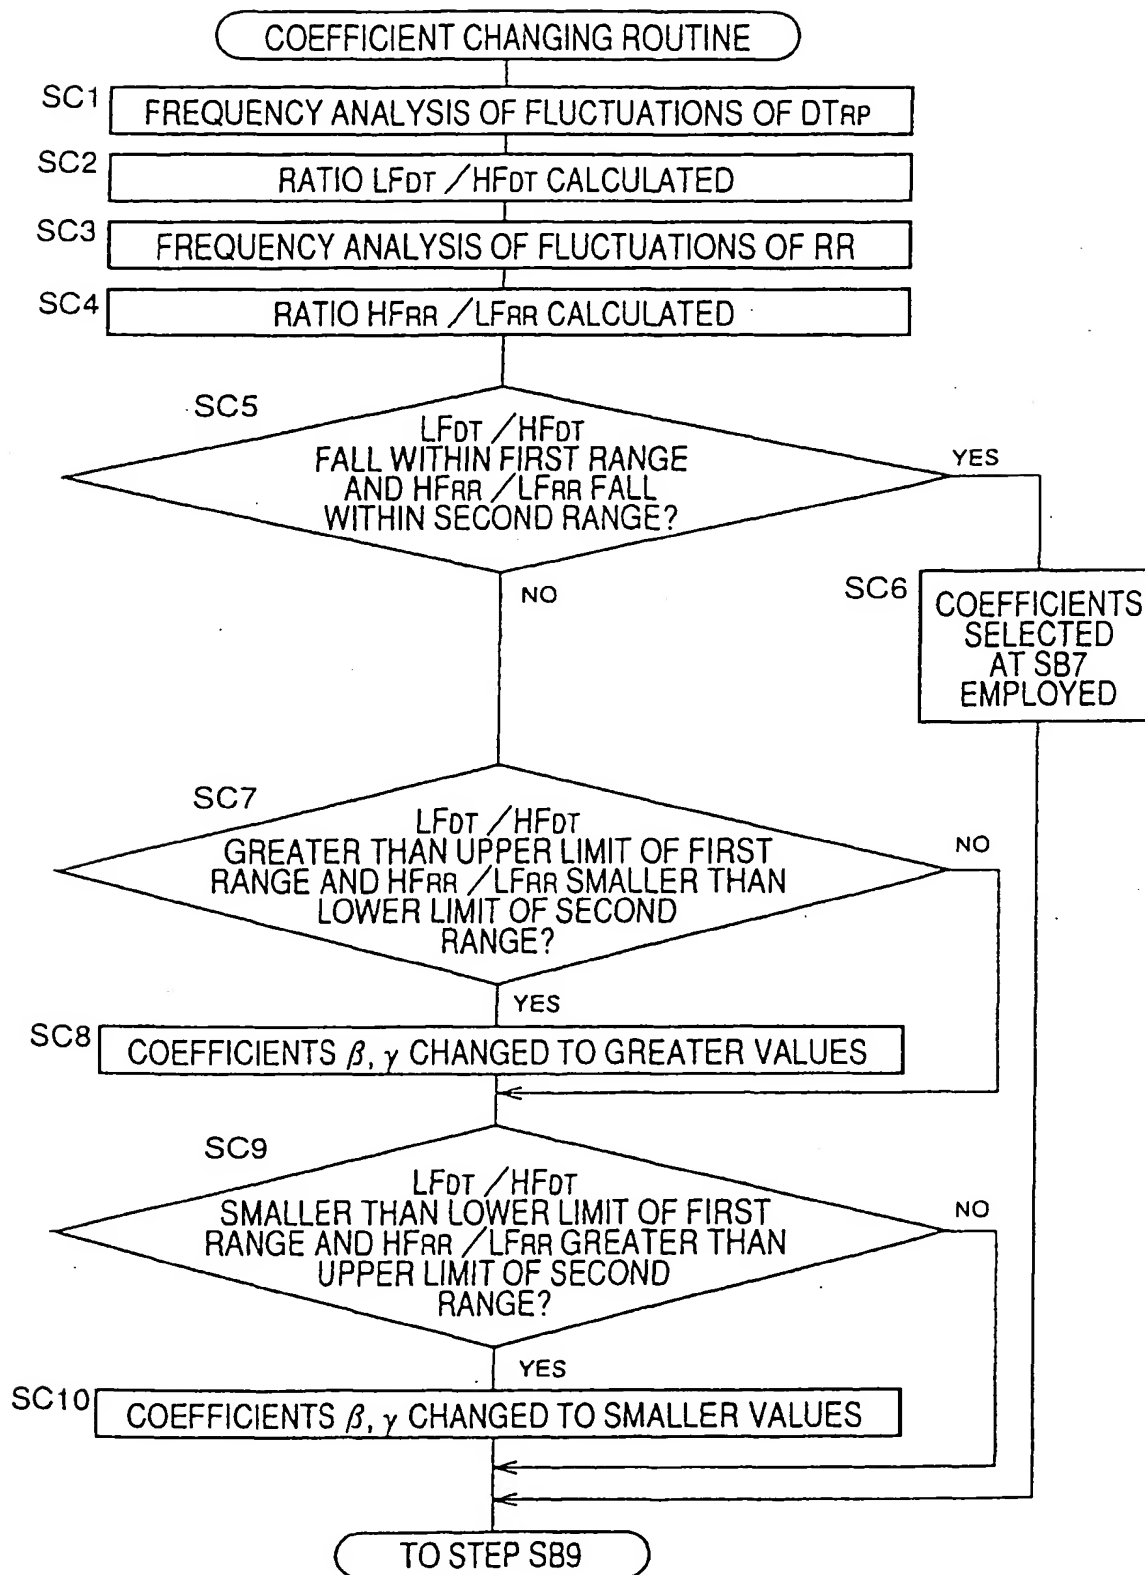 COEFFICIENT CHANGING ROUTINE
SC1
FREQUENCY ANALYSIS OF FLUCTUATIONS OF DTRP
SC2
RATIO LFDT / HFDT CALCULATED
SC3
FREQUENCY ANALYSIS OF FLUCTUATIONS OF RR
SC4
RATIO HFRR / LFRR CALCULATED
SC5
LFDT / HFDT
FALL WITHIN FIRST RANGE
AND HFRR / LFRR FALL
WITHIN SECOND RANGE?
YES
NO
SC6
COEFFICIENTS
SELECTED
AT SB7
EMPLOYED
SC7
LFDT / HFDT
GREATER THAN UPPER LIMIT OF FIRST
RANGE AND HFRR / LFRR SMALLER THAN
LOWER LIMIT OF SECOND
RANGE?
NO
YES
SC8
COEFFICIENTS β, γ CHANGED TO GREATER VALUES
SC9
LFDT / HFDT
SMALLER THAN LOWER LIMIT OF FIRST
RANGE AND HFRR / LFRR GREATER THAN
UPPER LIMIT OF SECOND
RANGE?
NO
YES
SC10
COEFFICIENTS β, γ CHANGED TO SMALLER VALUES
TO STEP SB9